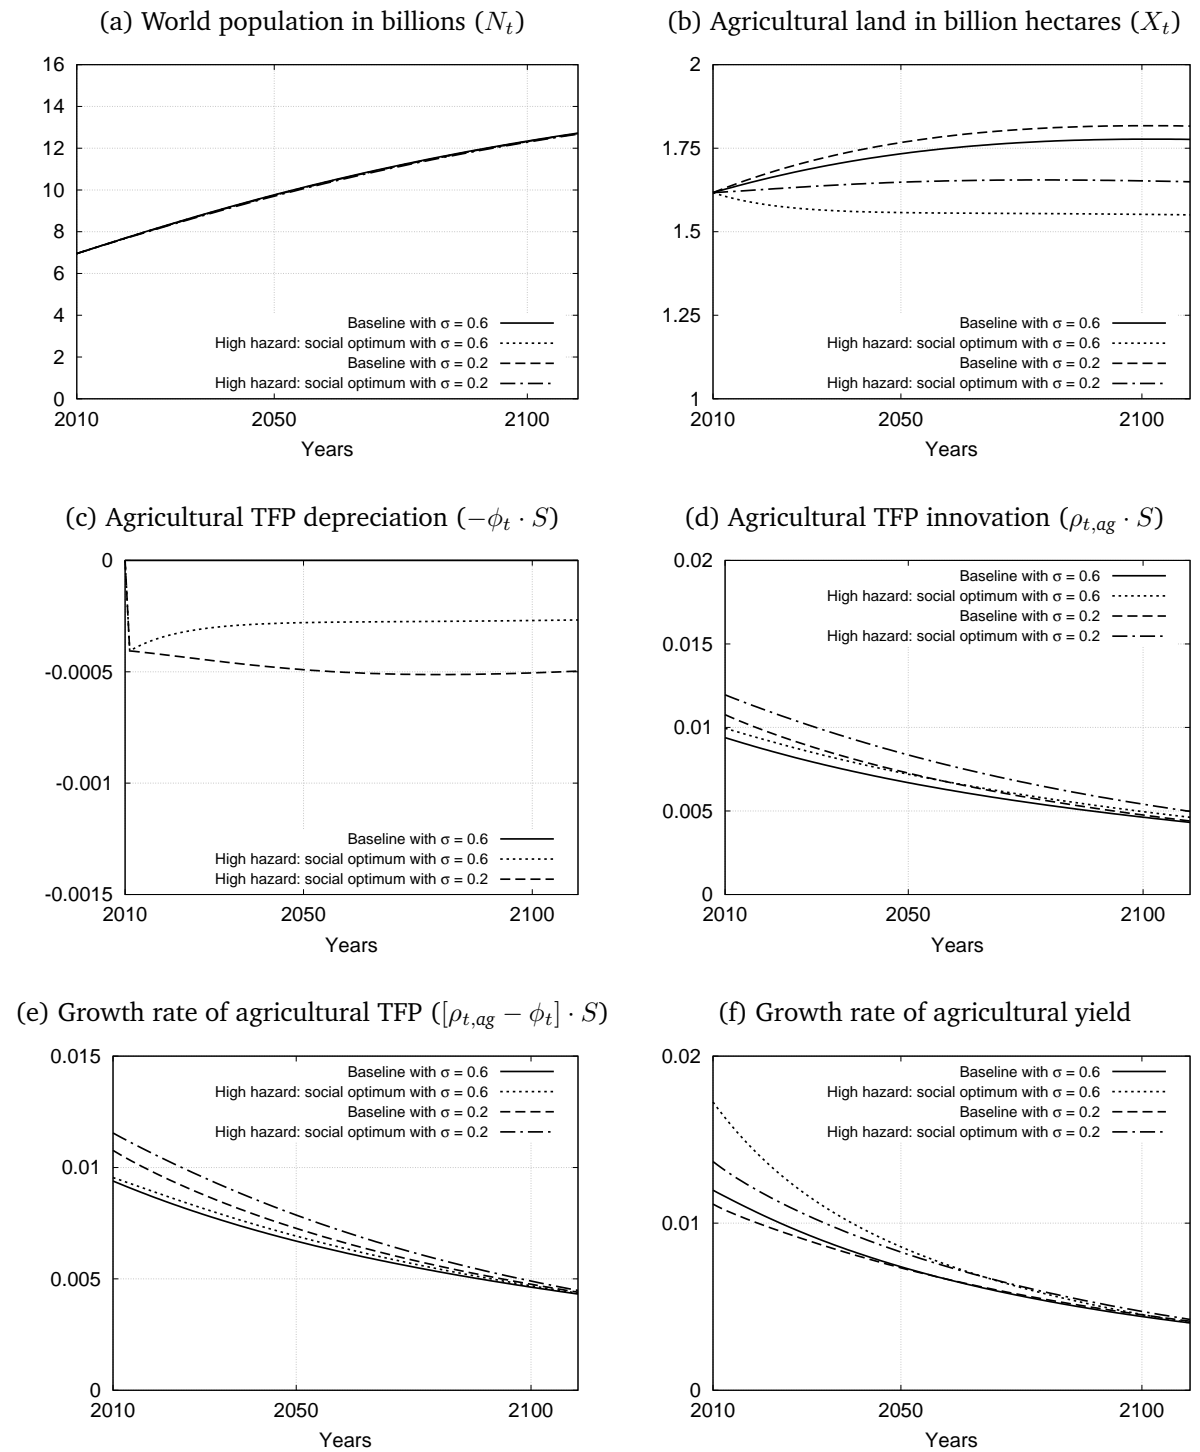 (a) World population in billions (N_t)
16
14
12
10
8
6
4
2
0
Baseline with σ = 0.6
High hazard: social optimum with σ = 0.6
Baseline with σ = 0.2
High hazard: social optimum with σ = 0.2
2010 2050 2100
Years
(b) Agricultural land in billion hectares (X_t)
2
1.75
1.5
1.25
1
Baseline with σ = 0.6
High hazard: social optimum with σ = 0.6
Baseline with σ = 0.2
High hazard: social optimum with σ = 0.2
2010 2050 2100
Years
(c) Agricultural TFP depreciation (−ϕ_t · S)
0
-0.0005
-0.001
-0.0015
Baseline with σ = 0.6
High hazard: social optimum with σ = 0.6
High hazard: social optimum with σ = 0.2
2010 2050 2100
Years
(d) Agricultural TFP innovation (ρ_{t,ag} · S)
0.02
0.015
0.01
0.005
0
Baseline with σ = 0.6
High hazard: social optimum with σ = 0.6
Baseline with σ = 0.2
High hazard: social optimum with σ = 0.2
2010 2050 2100
Years
(e) Growth rate of agricultural TFP ([ρ_{t,ag} − ϕ_t] · S)
0.015
0.01
0.005
0
Baseline with σ = 0.6
High hazard: social optimum with σ = 0.6
Baseline with σ = 0.2
High hazard: social optimum with σ = 0.2
2010 2050 2100
Years
(f) Growth rate of agricultural yield
0.02
0.01
0
Baseline with σ = 0.6
High hazard: social optimum with σ = 0.6
Baseline with σ = 0.2
High hazard: social optimum with σ = 0.2
2010 2050 2100
Years